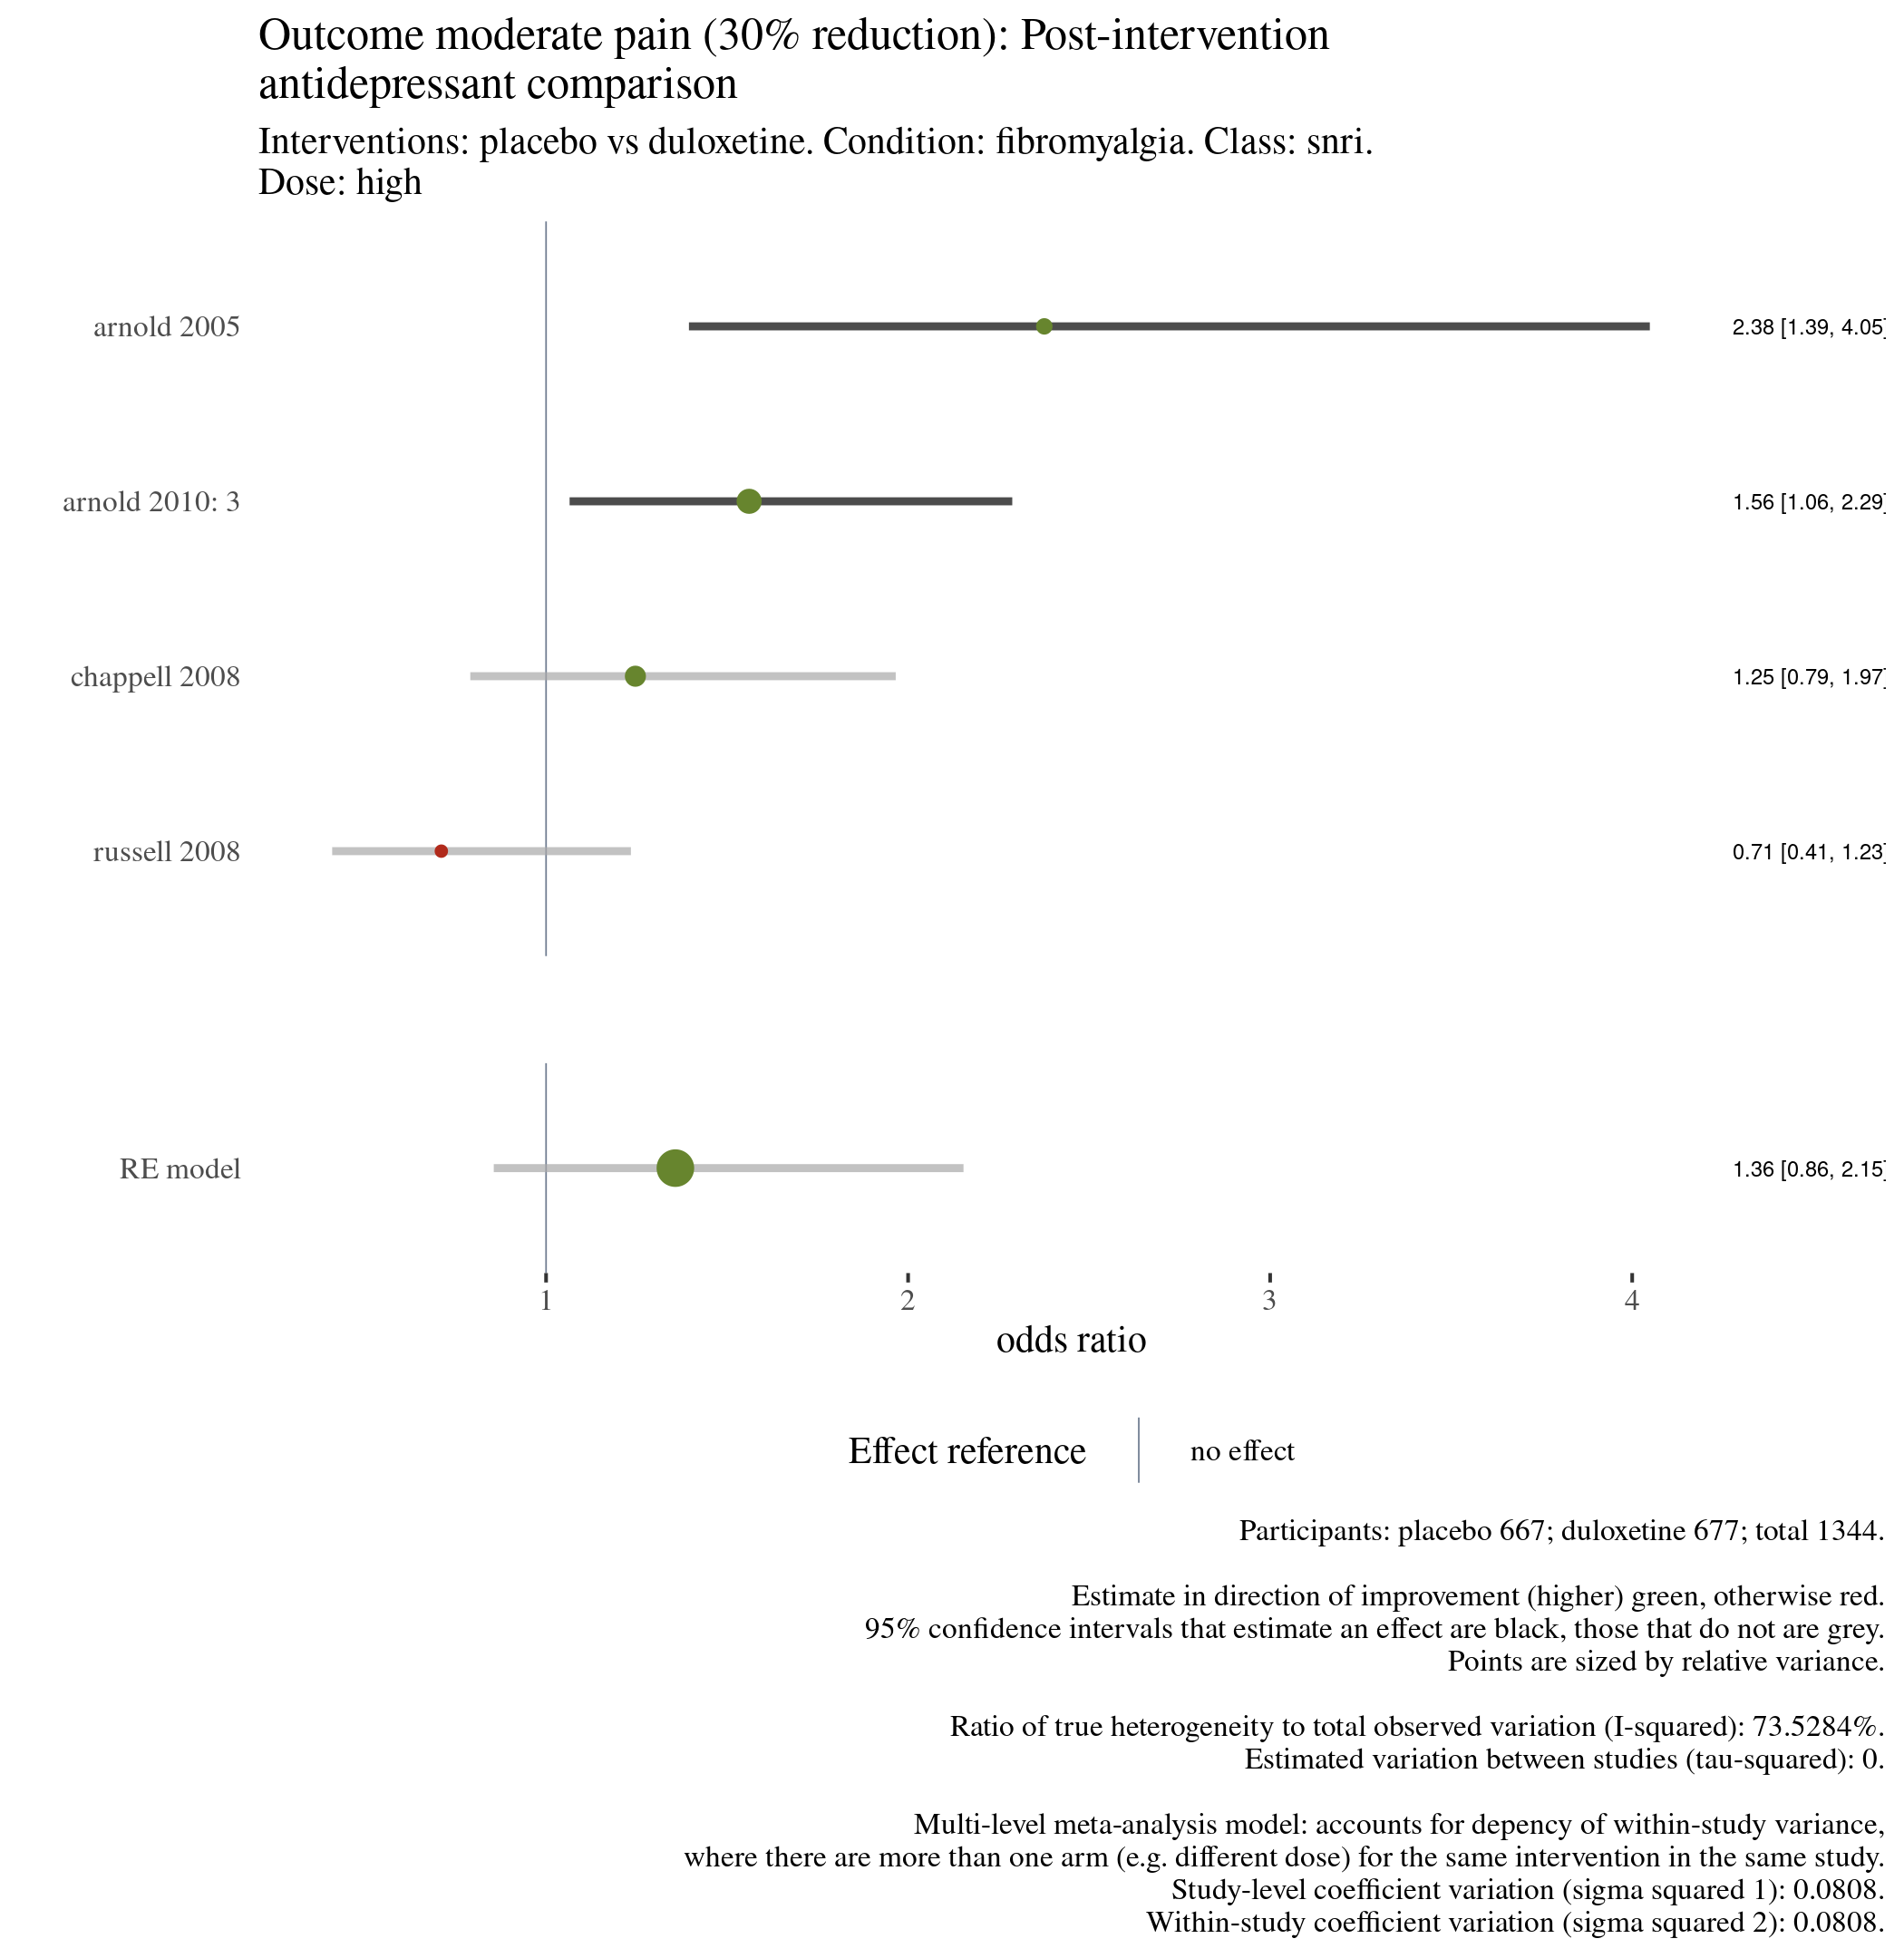 Outcome moderate pain (30% reduction): Post-intervention
antidepressant comparison
Interventions: placebo vs duloxetine. Condition: fibromyalgia. Class: snri.
Dose: high
arnold 2005
2.38 [1.39, 4.05]
arnold 2010: 3
1.56 [1.06, 2.29]
chappell 2008
1.25 [0.79, 1.97]
russell 2008
0.71 [0.41, 1.23]
RE model
1.36 [0.86, 2.15]
1 2 3 4
odds ratio
Effect reference no effect
Participants: placebo 667; duloxetine 677; total 1344.
Estimate in direction of improvement (higher) green, otherwise red.
95% confidence intervals that estimate an effect are black, those that do not are grey.
Points are sized by relative variance.
Ratio of true heterogeneity to total observed variation (I-squared): 73.5284%.
Estimated variation between studies (tau-squared): 0.
Multi-level meta-analysis model: accounts for depency of within-study variance,
where there are more than one arm (e.g. different dose) for the same intervention in the same study.
Study-level coefficient variation (sigma squared 1): 0.0808.
Within-study coefficient variation (sigma squared 2): 0.0808.